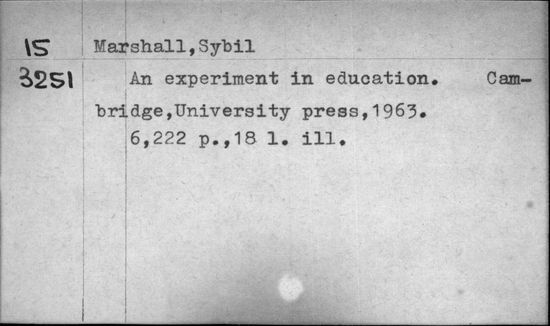 15 Marshall,Sybil
3251 An experiment in education. Cam-
bridge,University press,1963.
6,222 p.,18 l. ill.